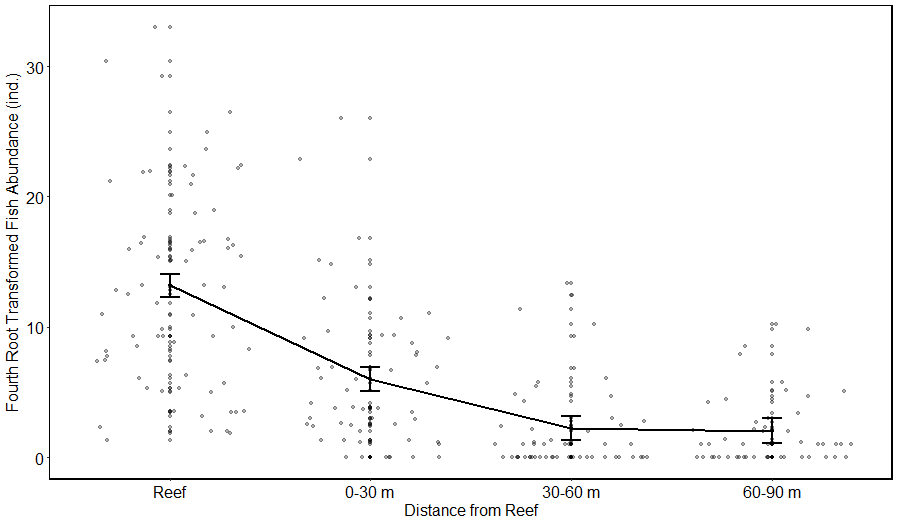 Fourth Root Transformed Fish Abundance (ind.)
30
20
10
0
Reef
0-30 m
30-60 m
60-90 m
Distance from Reef